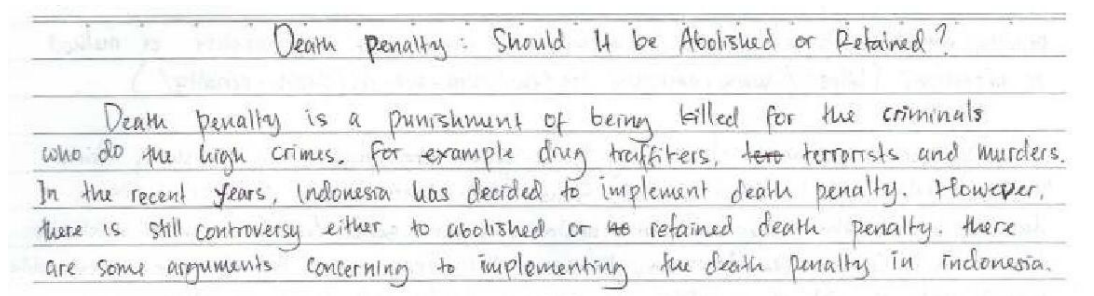 Death penalty : Should It be Abolished or Retained ?
Death penalty is a punishment of being killed for the criminals
who do the high crimes, for example drug traffiters, tero terrorists and murders.
In the recent years, Indonesia has decided to implement death penalty. However,
there is still controversy either to abolished or to retained death penalty. there
are some arguments concerning to implementing the death penalty in indonesia.